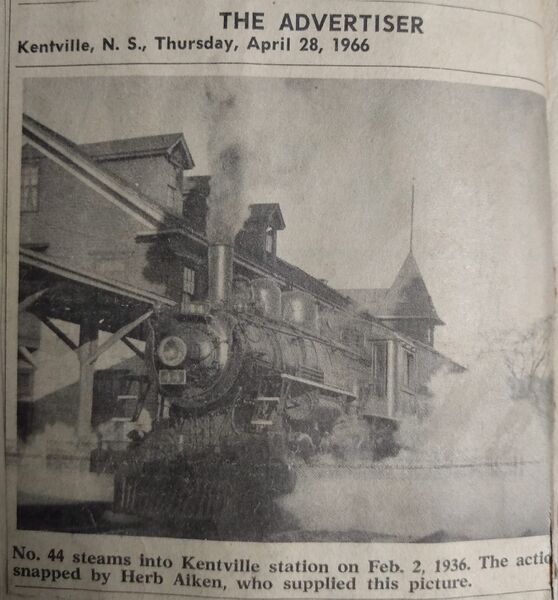 THE ADVERTISER
Kentville, N. S., Thursday, April 28, 1966
No. 44 steams into Kentville station on Feb. 2, 1936. The actio
snapped by Herb Aiken, who supplied this picture.